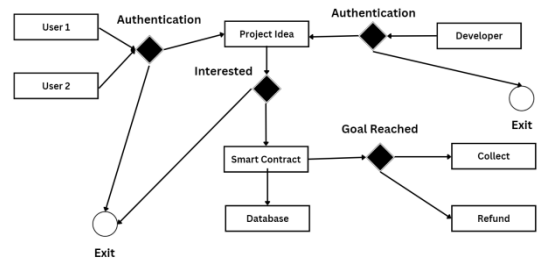 Authentication
Authentication
User 1
Project Idea
Developer
User 2
Interested
Exit
Goal Reached
Smart Contract
Collect
Database
Refund
Exit